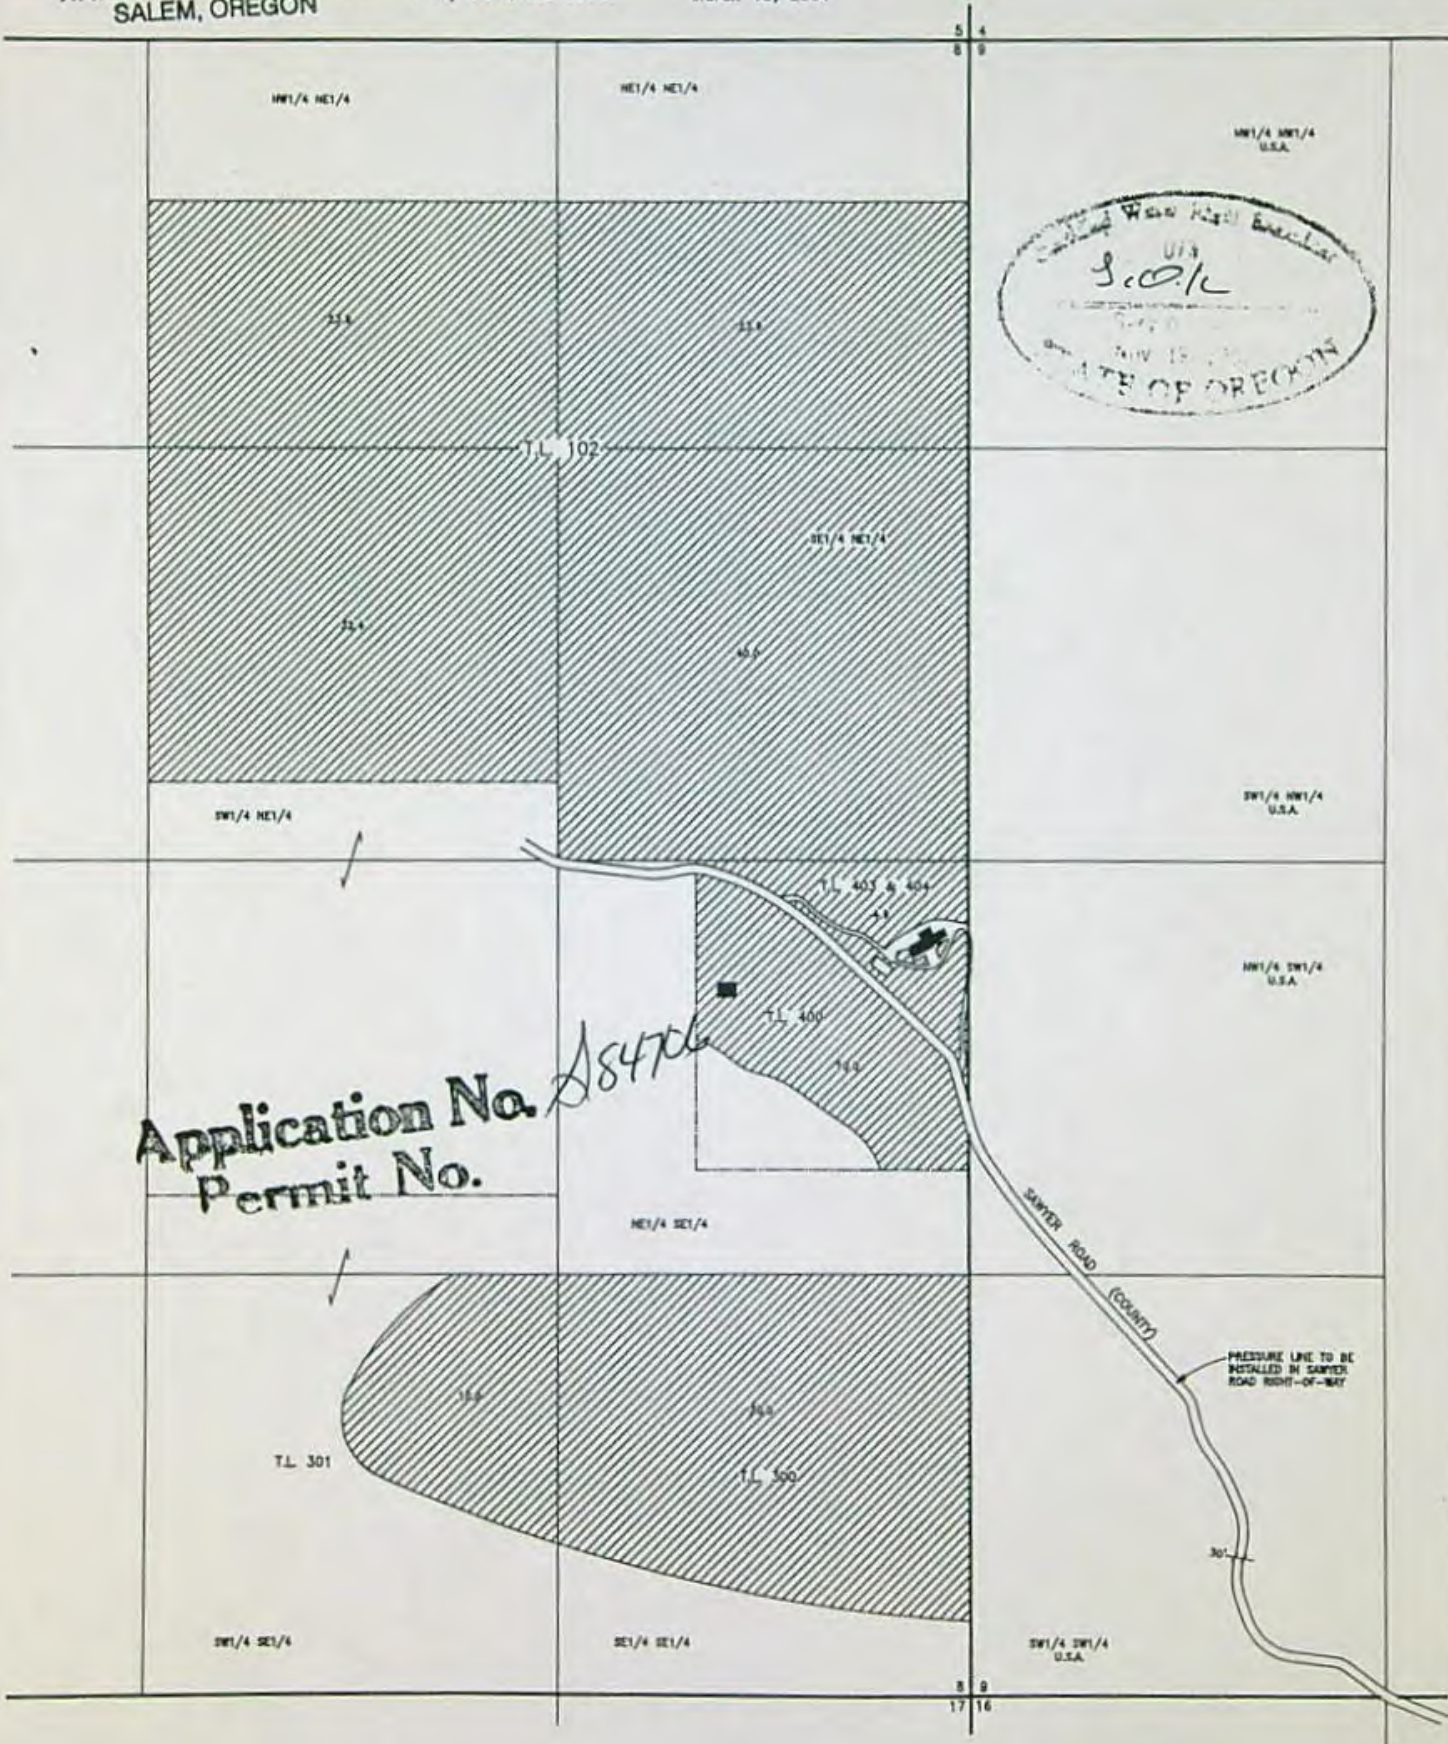 SALEM, OREGON
5 4
8 9
NW1/4 NE1/4
NE1/4 NE1/4
NW1/4 NW1/4
U.S.A.
STATE OF OREGON
T.L. 102
SE1/4 NE1/4
40.0
SW1/4 NE1/4
SW1/4 NW1/4
U.S.A.
T.L. 403 & 404
NW1/4 SW1/4
U.S.A.
T.L. 400
Application No. S84706
Permit No.
NE1/4 SE1/4
SAWYER ROAD (COUNTY)
PRESSURE LINE TO BE
INSTALLED IN SAWYER
ROAD RIGHT-OF-WAY
T.L. 301
T.L. 300
30'
SW1/4 SE1/4
SE1/4 SE1/4
SW1/4 SW1/4
U.S.A.
8 9
17 16